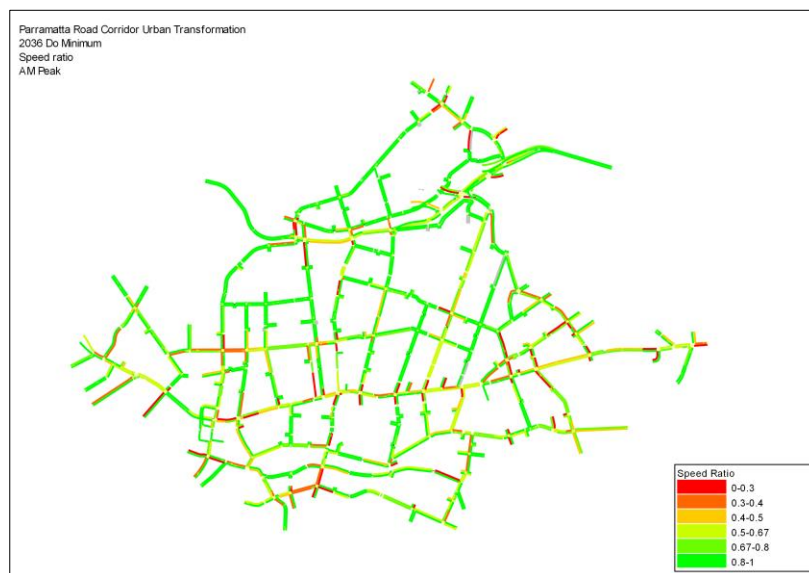 Parramatta Road Corridor Urban Transformation
2036 Do Minimum
Speed ratio
AM Peak
Speed Ratio
0-0.3
0.3-0.4
0.4-0.5
0.5-0.67
0.67-0.8
0.8-1